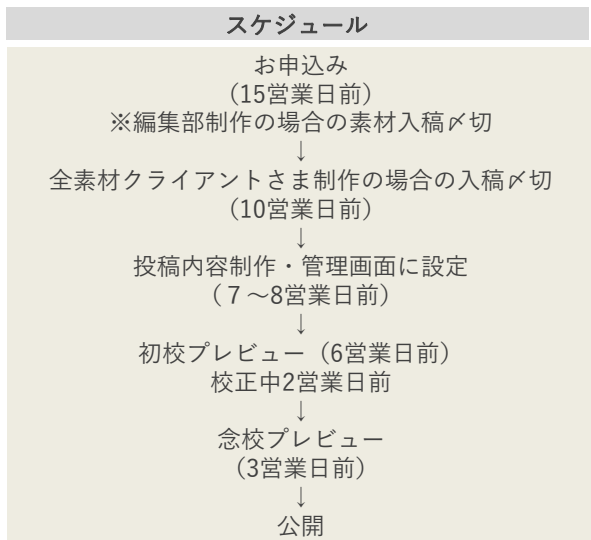 スケジュール
お申込み
（15営業日前）
※編集部制作の場合の素材入稿〆切
↓
全素材クライアントさま制作の場合の入稿〆切
（10営業日前）
↓
投稿内容制作・管理画面に設定
（７～8営業日前）
↓
初校プレビュー（6営業日前）
校正中2営業日前
↓
念校プレビュー
（3営業日前）
↓
公開